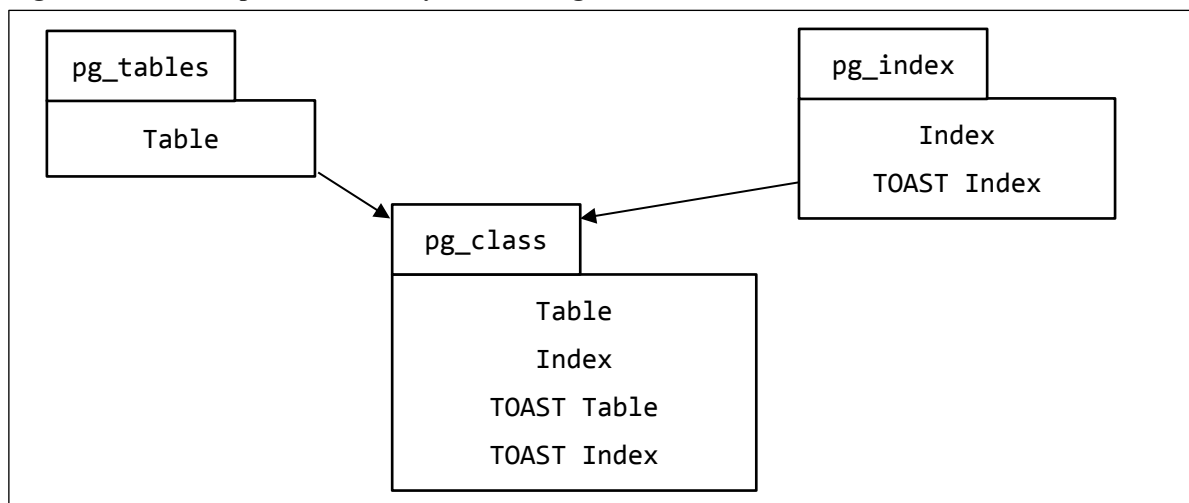 pg_tables
Table
pg_index
Index
TOAST Index
pg_class
Table
Index
TOAST Table
TOAST Index